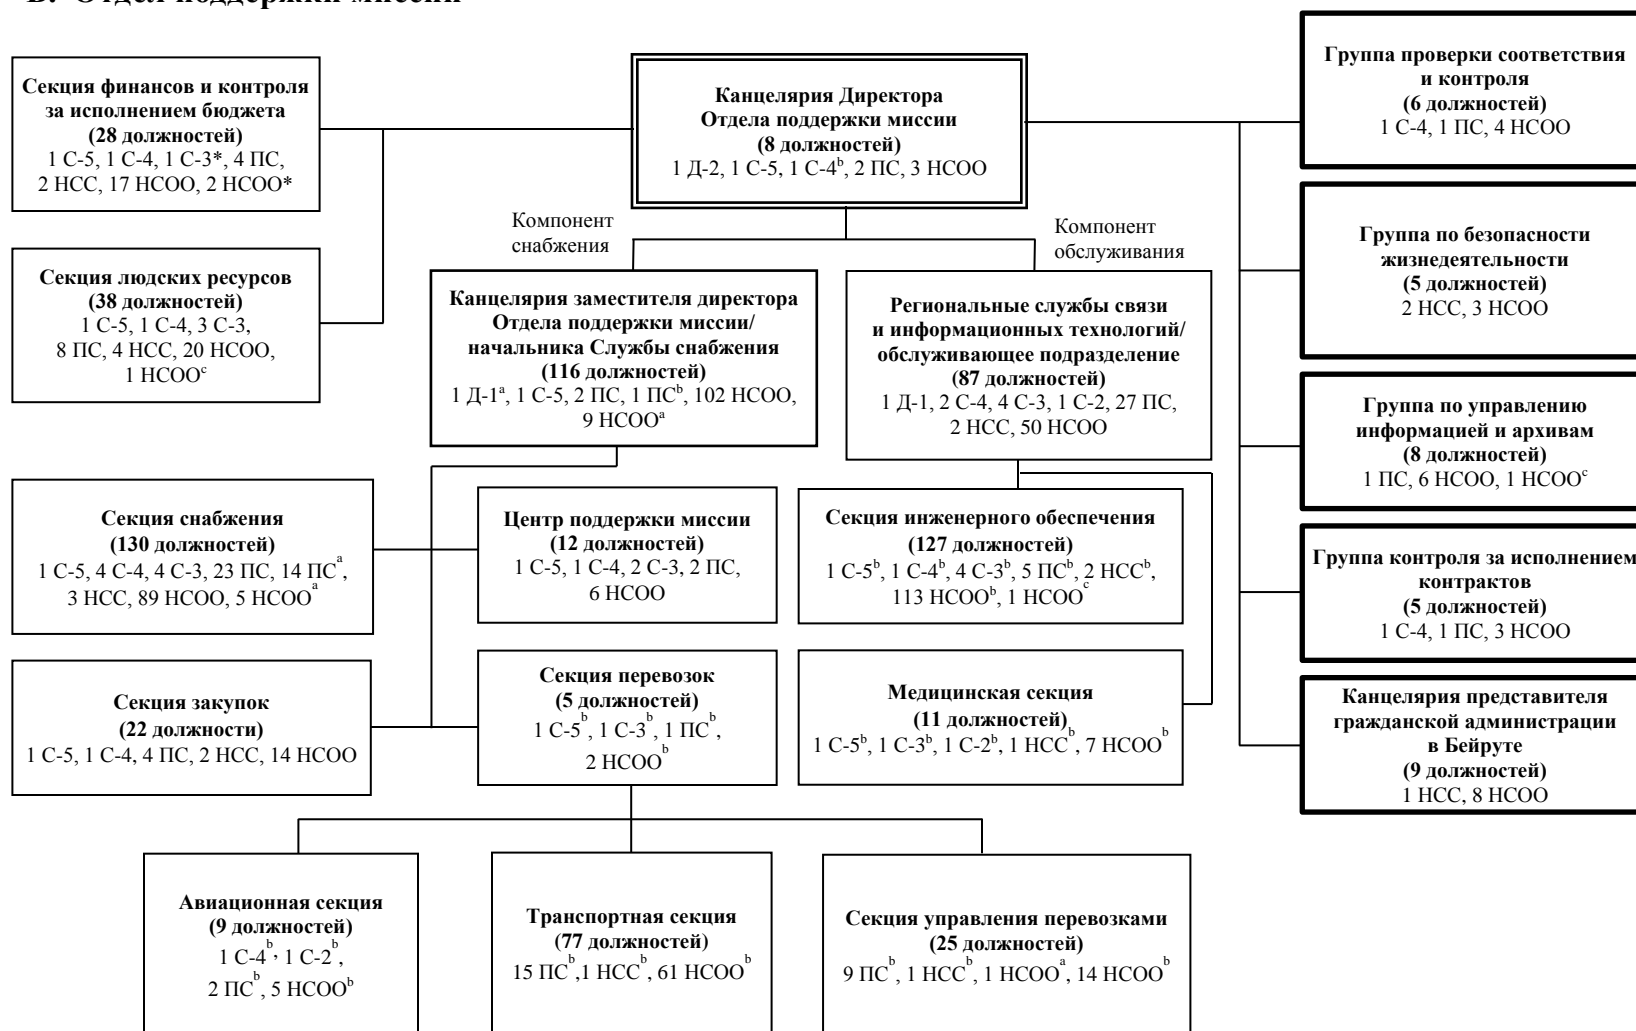 В. Отдел поддержки миссии
Секция финансов и контроля
за исполнением бюджета
(28 должностей)
1 С-5, 1 С-4, 1 С-3*, 4 ПС,
2 НСС, 17 НСОО, 2 НСОО*
Канцелярия Директора
Отдела поддержки миссии
(8 должностей)
1 Д-2, 1 С-5, 1 С-4b, 2 ПС, 3 НСОО
Группа проверки соответствия
и контроля
(6 должностей)
1 С-4, 1 ПС, 4 НСОО
Компонент
снабжения
Компонент
обслуживания
Группа по безопасности
жизнедеятельности
(5 должностей)
2 НСС, 3 НСОО
Секция людских ресурсов
(38 должностей)
1 С-5, 1 С-4, 3 С-3,
8 ПС, 4 НСС, 20 НСОО,
1 НСООc
Канцелярия заместителя директора
Отдела поддержки миссии/
начальника Службы снабжения
(116 должностей)
1 Д-1a, 1 С-5, 2 ПС, 1 ПСb, 102 НСОО,
9 НСООa
Региональные службы связи
и информационных технологий/
обслуживающее подразделение
(87 должностей)
1 Д-1, 2 С-4, 4 С-3, 1 С-2, 27 ПС,
2 НСС, 50 НСОО
Группа по управлению
информацией и архивам
(8 должностей)
1 ПС, 6 НСОО, 1 НСООc
Секция снабжения
(130 должностей)
1 С-5, 4 С-4, 4 С-3, 23 ПС, 14 ПСa,
3 НСС, 89 НСОО, 5 НСООa
Центр поддержки миссии
(12 должностей)
1 С-5, 1 С-4, 2 С-3, 2 ПС,
6 НСОО
Секция инженерного обеспечения
(127 должностей)
1 С-5b, 1 С-4b, 4 С-3b, 5 ПСb, 2 НССb,
113 НСООb, 1 НСООc
Группа контроля за исполнением
контрактов
(5 должностей)
1 С-4, 1 ПС, 3 НСОО
Секция закупок
(22 должности)
1 С-5, 1 С-4, 4 ПС, 2 НСС, 14 НСОО
Секция перевозок
(5 должностей)
1 С-5b, 1 С-3b, 1 ПСb,
2 НСООb
Медицинская секция
(11 должностей)
1 С-5b, 1 С-3b, 1 С-2b, 1 НССb, 7 НСООb
Канцелярия представителя
гражданской администрации
в Бейруте
(9 должностей)
1 НСС, 8 НСОО
Авиационная секция
(9 должностей)
1 С-4b, 1 С-2b,
2 ПСb, 5 НСООb
Транспортная секция
(77 должностей)
15 ПСb,1 НССb, 61 НСООb
Секция управления перевозками
(25 должностей)
9 ПСb, 1 НССb, 1 НСООa, 14 НСООb